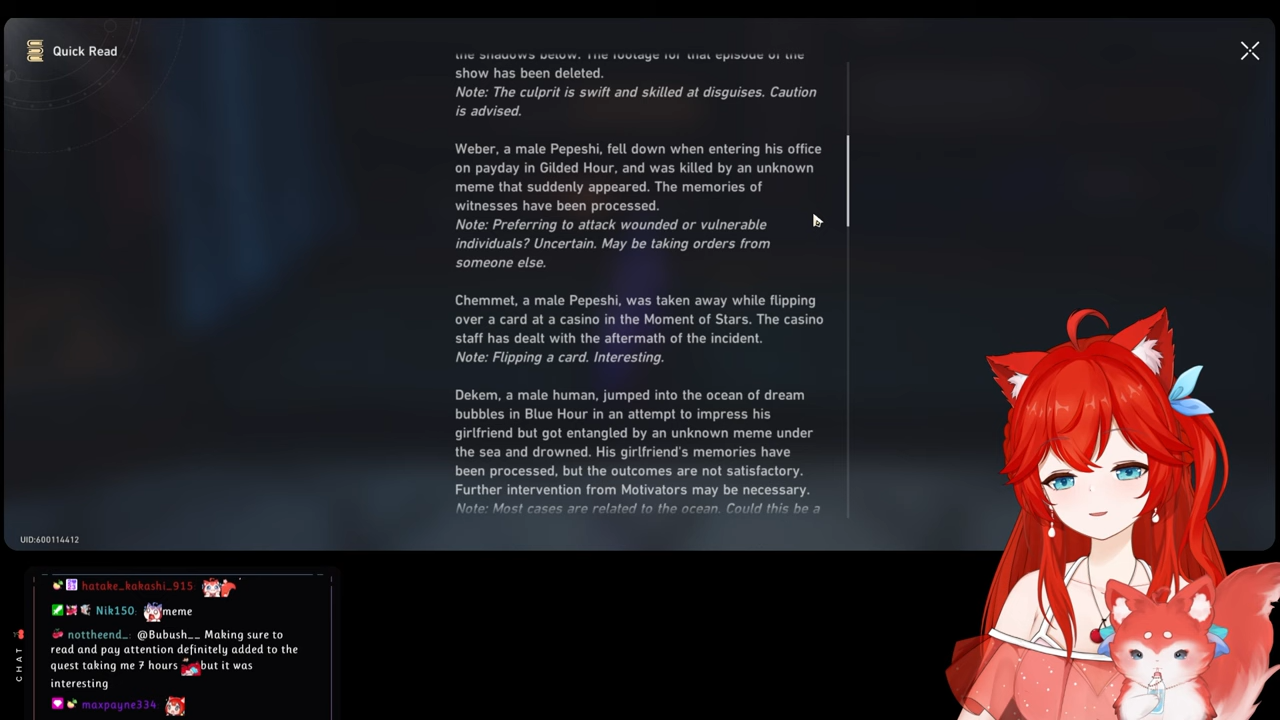 Quick Read
the shadows below. The footage for that episode of the
show has been deleted.
Note: The culprit is swift and skilled at disguises. Caution
is advised.
Weber, a male Pepeshi, fell down when entering his office
on payday in Gilded Hour, and was killed by an unknown
meme that suddenly appeared. The memories of
witnesses have been processed.
Note: Preferring to attack wounded or vulnerable
individuals? Uncertain. May be taking orders from
someone else.
Chemmet, a male Pepeshi, was taken away while flipping
over a card at a casino in the Moment of Stars. The casino
staff has dealt with the aftermath of the incident.
Note: Flipping a card. Interesting.
Dekem, a male human, jumped into the ocean of dream
bubbles in Blue Hour in an attempt to impress his
girlfriend but got entangled by an unknown meme under
the sea and drowned. His girlfriend's memories have
been processed, but the outcomes are not satisfactory.
Further intervention from Motivators may be necessary.
Note: Most cases are related to the ocean. Could this be a
UID:600114412
CHAT
hatake_kakashi_915
Nik150: meme
nottheend_: @Bubush__ Making sure to
read and pay attention definitely added to the
quest taking me 7 hours but it was
interesting
maxpayne334: